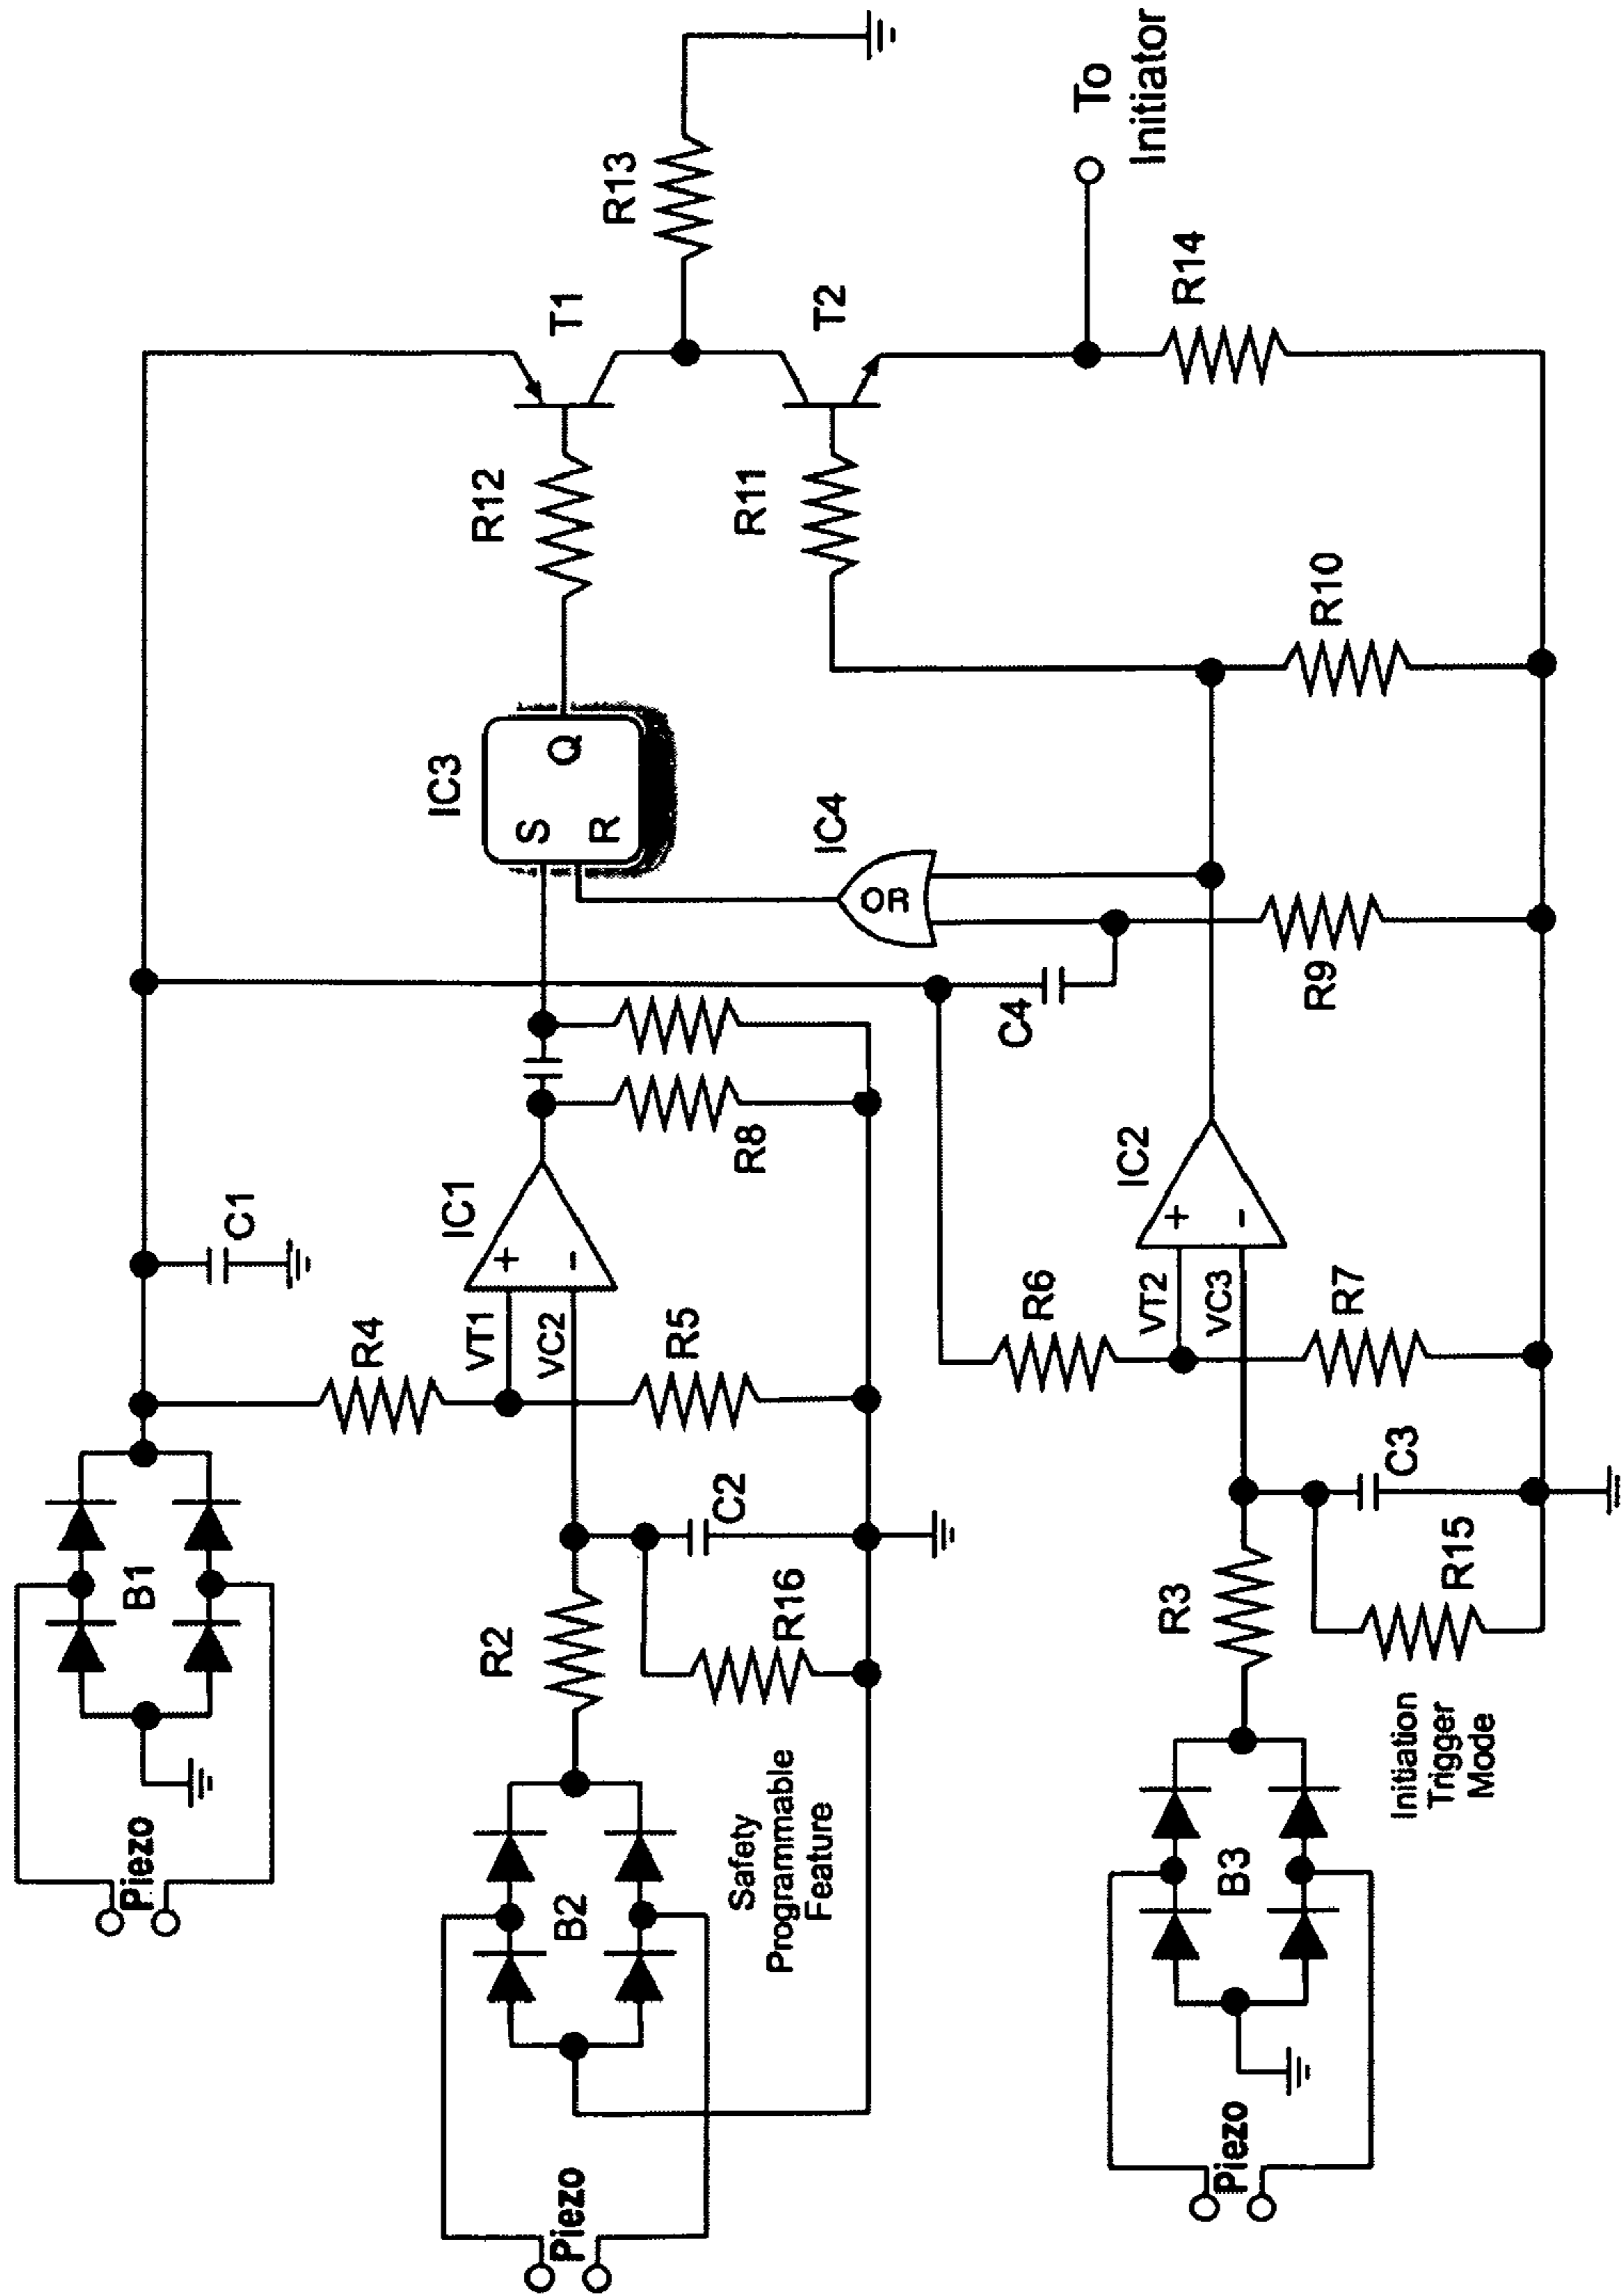 Piezo
B1
C1
R4
VT1
VC2
R5
IC1
+
-
R8
Piezo
B2
R2
R16
C2
Safety
Programmable
Feature
IC3
S
R
Q
R12
T1
R13
IC4
OR
C4
R9
R11
T2
To
Initiator
R14
R10
R6
VT2
VC3
R7
IC2
+
-
Piezo
B3
R3
R15
C3
Initiation
Trigger
Mode